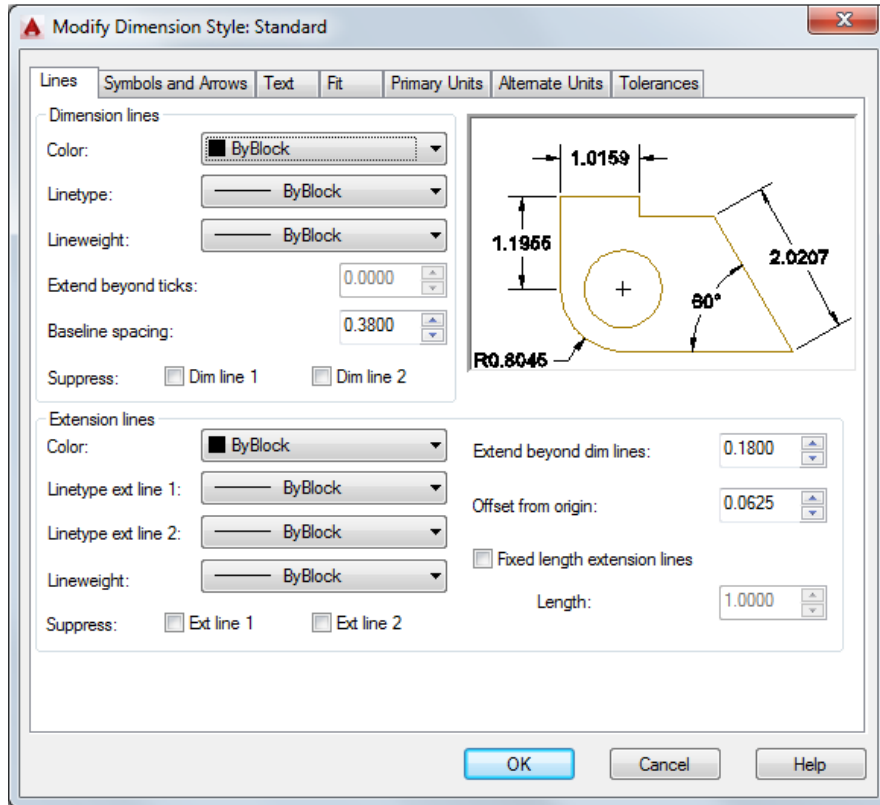 Modify Dimension Style: Standard
Lines
Symbols and Arrows
Text
Fit
Primary Units
Alternate Units
Tolerances
Dimension lines
Color:
ByBlock
Linetype:
ByBlock
Lineweight:
ByBlock
Extend beyond ticks:
0.0000
Baseline spacing:
0.3800
Suppress:
Dim line 1
Dim line 2
1.0159
1.1955
2.0207
60°
R0.8045
Extension lines
Color:
ByBlock
Linetype ext line 1:
ByBlock
Linetype ext line 2:
ByBlock
Lineweight:
ByBlock
Suppress:
Ext line 1
Ext line 2
Extend beyond dim lines:
0.1800
Offset from origin:
0.0625
Fixed length extension lines
Length:
1.0000
OK
Cancel
Help